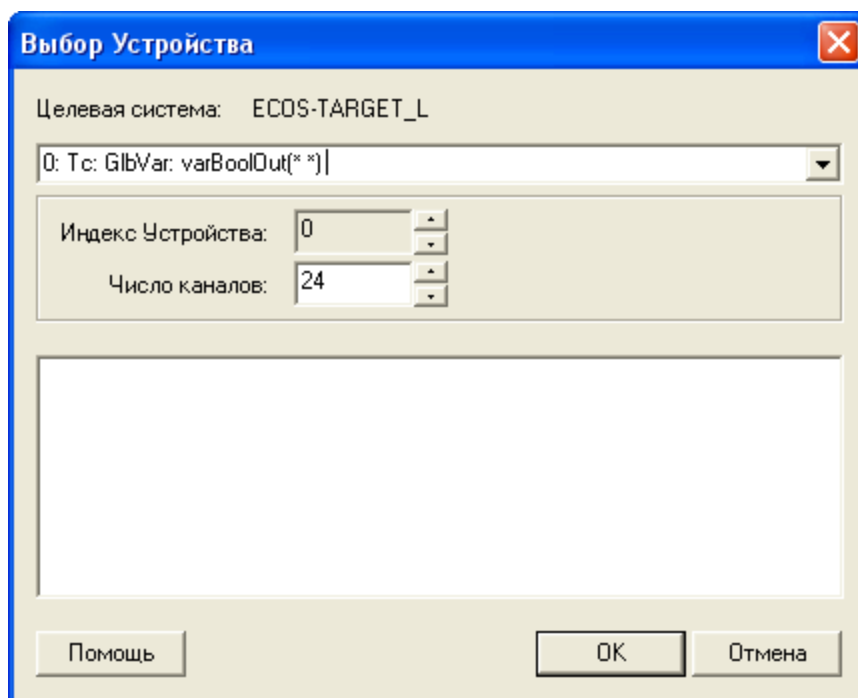 Выбор Устройства
Целевая система: ECOS-TARGET_L
0: Tc: GlbVar: varBoolOut(* *)
Индекс Устройства: 0
Число каналов: 24
Помощь OK Отмена